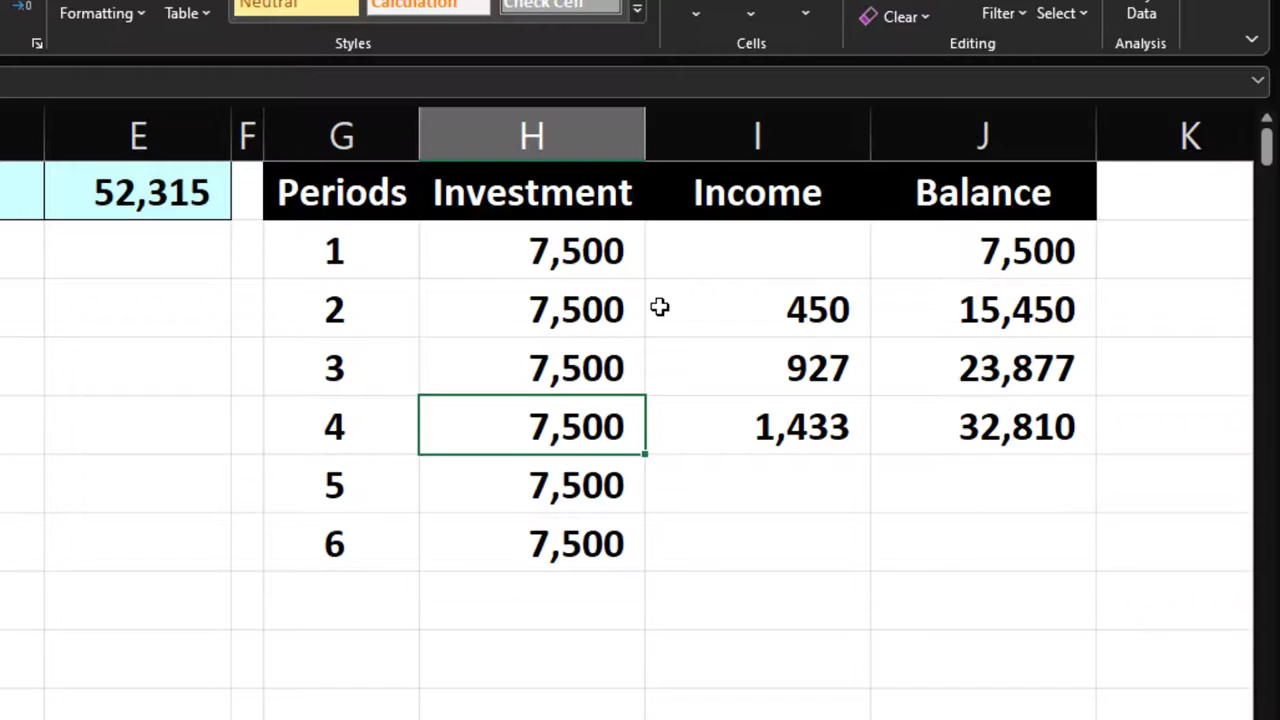 Neutral Calculation Check Cell
Formatting Table Clear Filter Select Data
Styles Cells Editing Analysis
E F G H I J K
52,315 Periods Investment Income Balance
1 7,500 7,500
2 7,500 450 15,450
3 7,500 927 23,877
4 7,500 1,433 32,810
5 7,500
6 7,500